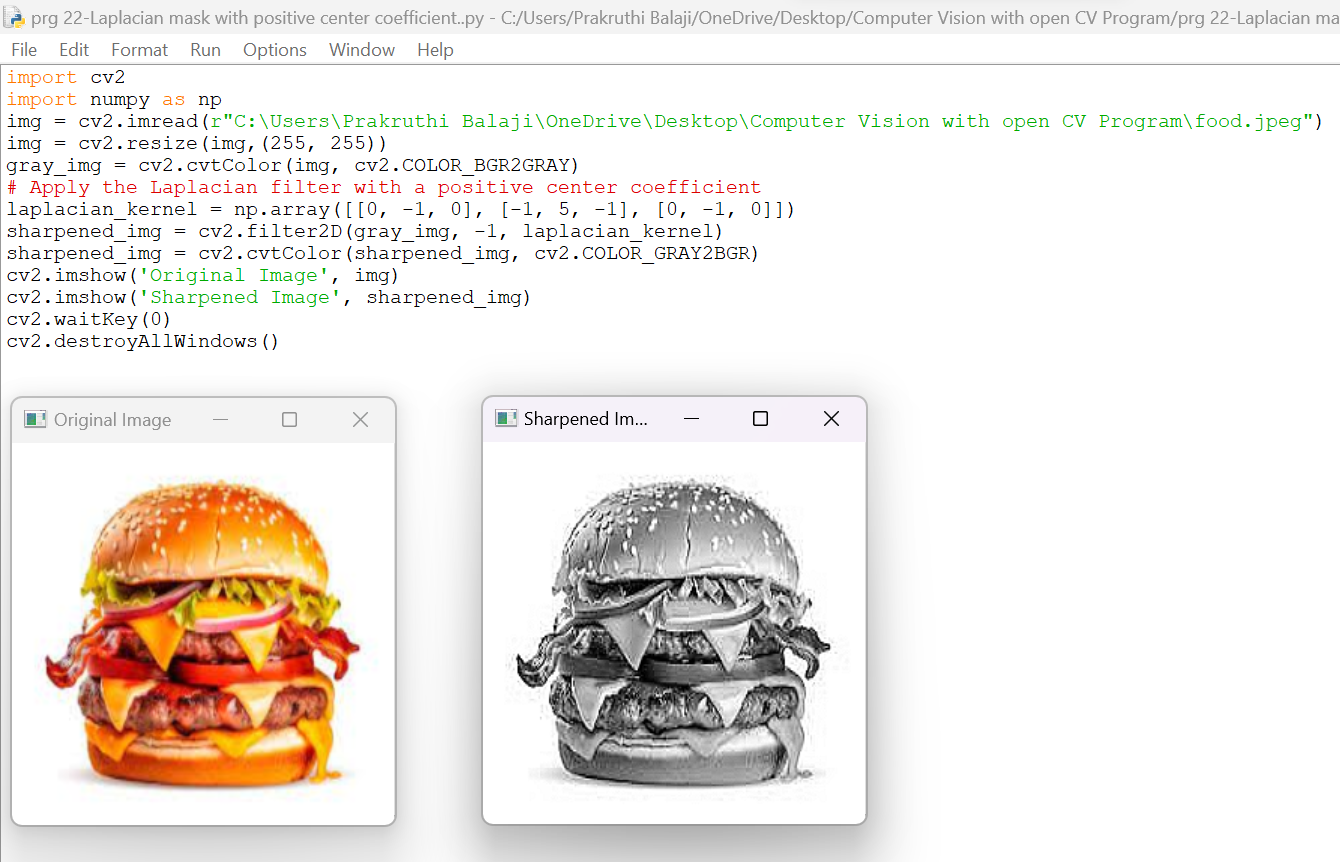 prg 22-Laplacian mask with positive center coefficient..py - C:/Users/Prakruthi Balaji/OneDrive/Desktop/Computer Vision with open CV Program/prg 22-Laplacian ma
File Edit Format Run Options Window Help
import cv2
import numpy as np
img = cv2.imread(r"C:\Users\Prakruthi Balaji\OneDrive\Desktop\Computer Vision with open CV Program\food.jpeg")
img = cv2.resize(img,(255, 255))
gray_img = cv2.cvtColor(img, cv2.COLOR_BGR2GRAY)
# Apply the Laplacian filter with a positive center coefficient
laplacian_kernel = np.array([[0, -1, 0], [-1, 5, -1], [0, -1, 0]])
sharpened_img = cv2.filter2D(gray_img, -1, laplacian_kernel)
sharpened_img = cv2.cvtColor(sharpened_img, cv2.COLOR_GRAY2BGR)
cv2.imshow('Original Image', img)
cv2.imshow('Sharpened Image', sharpened_img)
cv2.waitKey(0)
cv2.destroyAllWindows()
Original Image
Sharpened Im...